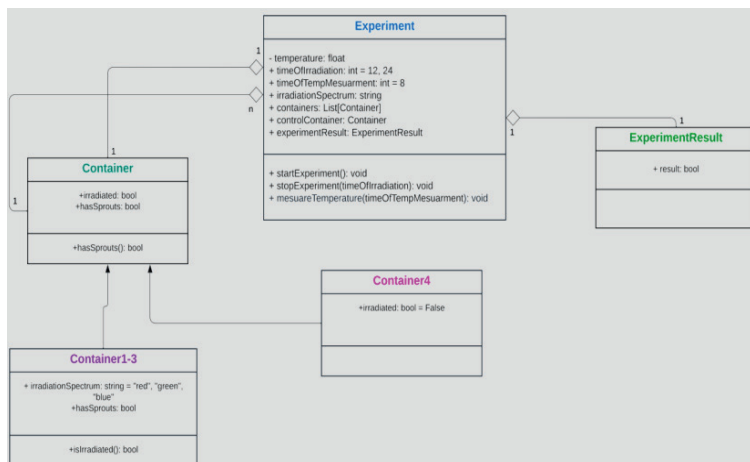 Experiment
- temperature: float
+ timeOfIrradiation: int = 12, 24
+ timeOfTempMesuarment: int = 8
+ irradiationSpectrum: string
+ containers: List[Container]
+ controlContainer: Container
+ experimentResult: ExperimentResult
+ startExperiment(): void
+ stopExperiment(timeOfIrradiation): void
+ mesuareTemperature(timeOfTempMesuarment): void
1
n
1
1
1
1
ExperimentResult
+ result: bool
Container
+irradiated: bool
+hasSprouts: bool
+hasSprouts(): bool
Container4
+irradiated: bool = False
Container1-3
+ irradiationSpectrum: string = "red", "green",
"blue"
+hasSprouts: bool
+isIrradiated(): bool